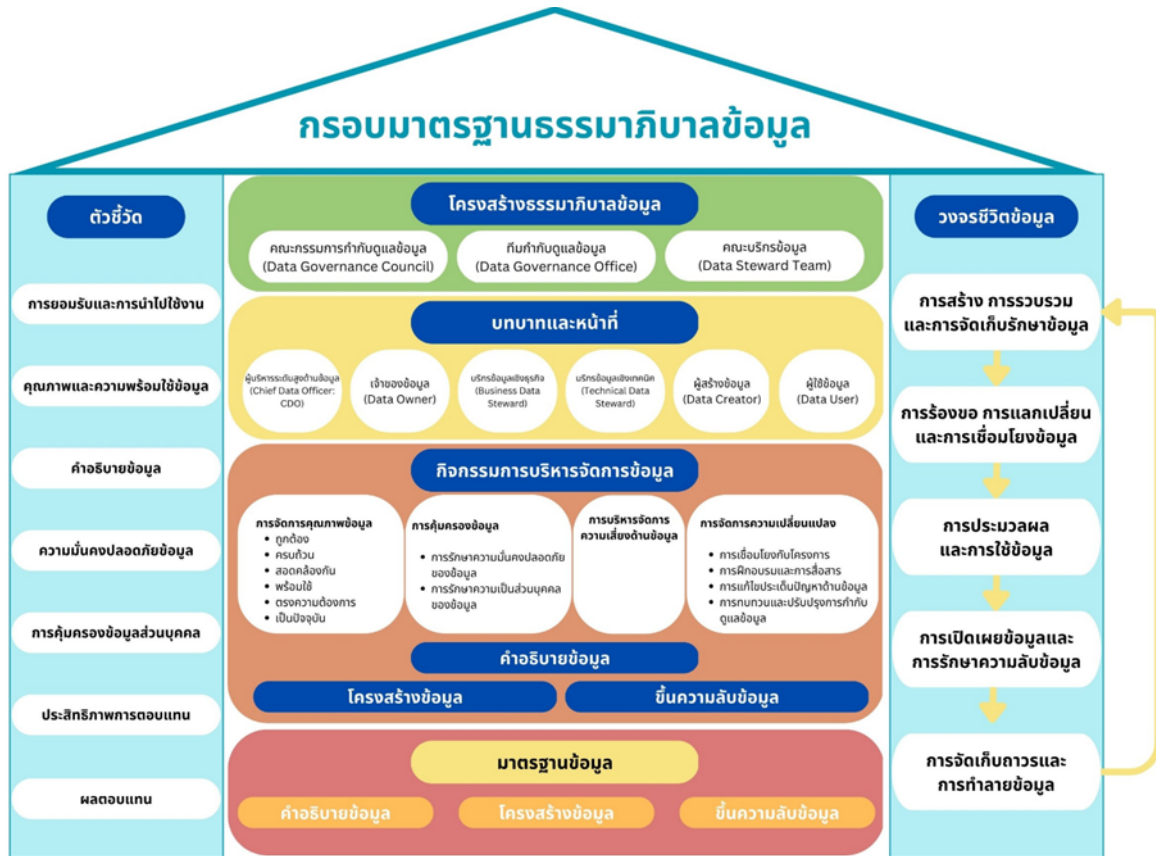 กรอบมาตรฐานธรรมาภิบาลข้อมูล
ตัวชี้วัด
การยอมรับและการนำไปใช้งาน
คุณภาพและความพร้อมใช้ข้อมูล
คำอธิบายข้อมูล
ความมั่นคงปลอดภัยข้อมูล
การคุ้มครองข้อมูลส่วนบุคคล
ประสิทธิภาพการตอบแทน
ผลตอบแทน
โครงสร้างธรรมาภิบาลข้อมูล
คณะกรรมการกำกับดูแลข้อมูล
(Data Governance Council)
ทีมกำกับดูแลข้อมูล
(Data Governance Office)
คณะบริกรข้อมูล
(Data Steward Team)
บทบาทและหน้าที่
ผู้บริหารระดับสูงด้านข้อมูล
(Chief Data Officer:
CDO)
เจ้าของข้อมูล
(Data Owner)
บริกรข้อมูลเชิงธุรกิจ
(Business Data
Steward)
บริกรข้อมูลเชิงเทคนิค
(Technical Data
Steward)
ผู้สร้างข้อมูล
(Data Creator)
ผู้ใช้ข้อมูล
(Data User)
กิจกรรมการบริหารจัดการข้อมูล
การจัดการคุณภาพข้อมูล
• ถูกต้อง
• ครบถ้วน
• สอดคล้องกัน
• พร้อมใช้
• ตรงความต้องการ
• เป็นปัจจุบัน
การคุ้มครองข้อมูล
• การรักษาความมั่นคงปลอดภัย
ของข้อมูล
• การรักษาความเป็นส่วนบุคคล
ของข้อมูล
การบริหารจัดการ
ความเสี่ยงด้านข้อมูล
การจัดการความเปลี่ยนแปลง
• การเชื่อมโยงกับโครงการ
• การฝึกอบรมและการสื่อสาร
• การแก้ไขประเด็นปัญหาด้านข้อมูล
• การทบทวนและปรับปรุงการกำกับ
ดูแลข้อมูล
คำอธิบายข้อมูล
โครงสร้างข้อมูล
ขึ้นความลับข้อมูล
มาตรฐานข้อมูล
คำอธิบายข้อมูล
โครงสร้างข้อมูล
ขึ้นความลับข้อมูล
วงจรชีวิตข้อมูล
การสร้าง การรวบรวม
และการจัดเก็บรักษาข้อมูล
การร้องขอ การแลกเปลี่ยน
และการเชื่อมโยงข้อมูล
การประมวลผล
และการใช้ข้อมูล
การเปิดเผยข้อมูลและ
การรักษาความลับข้อมูล
การจัดเก็บถาวรและ
การทำลายข้อมูล